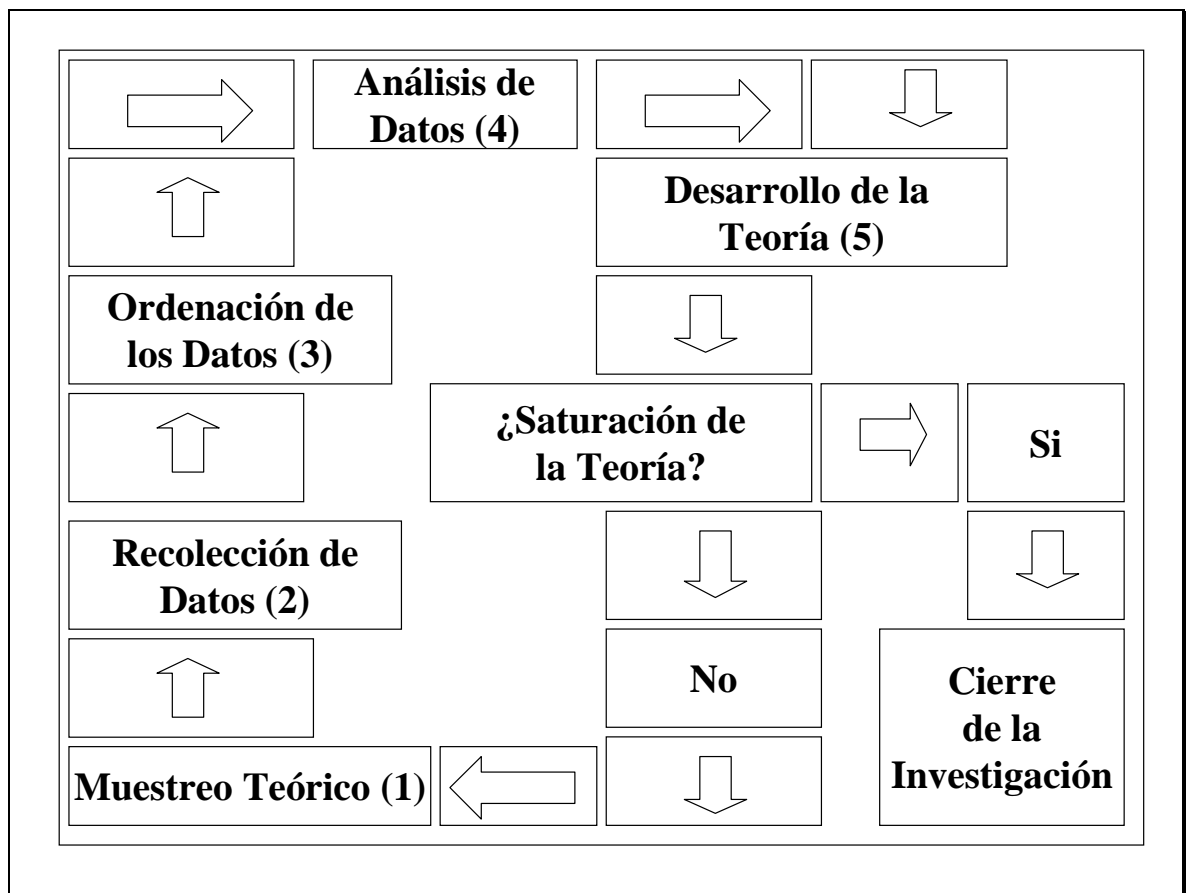 Análisis de
Datos (4)
Desarrollo de la
Teoría (5)
Ordenación de
los Datos (3)
¿Saturación de
la Teoría?
Si
Recolección de
Datos (2)
No
Cierre
de la
Investigación
Muestreo Teórico (1)